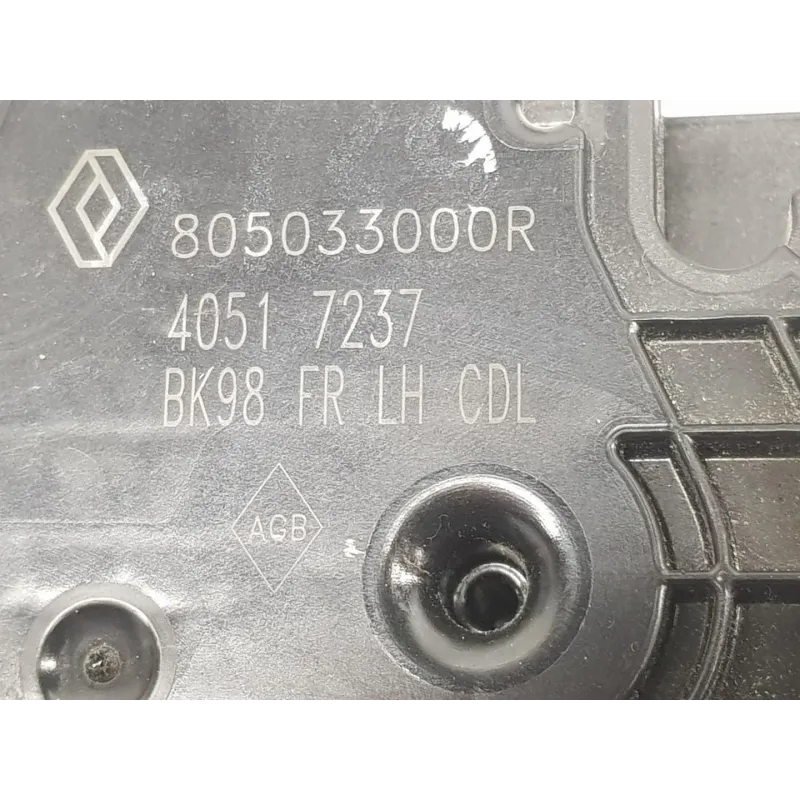 805033000R
4051 7237
BK98 FR LH CDL
AGB